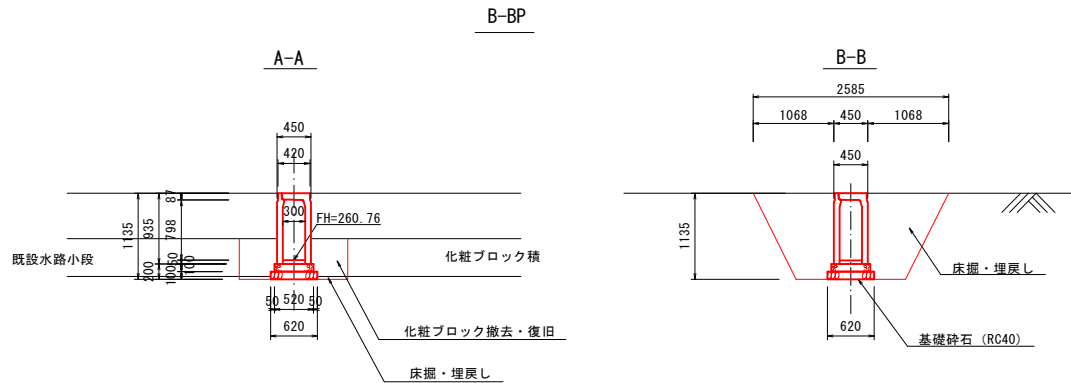 B-BP
A-A
450
420
300
FH=260.76
87
798
50
100
935
200
100
1135
既設水路小段
化粧ブロック積
50
520
50
620
化粧ブロック撤去・復旧
床掘・埋戻し
B-B
2585
1068
450
1068
450
1135
620
床掘・埋戻し
基礎砕石 (RC40)